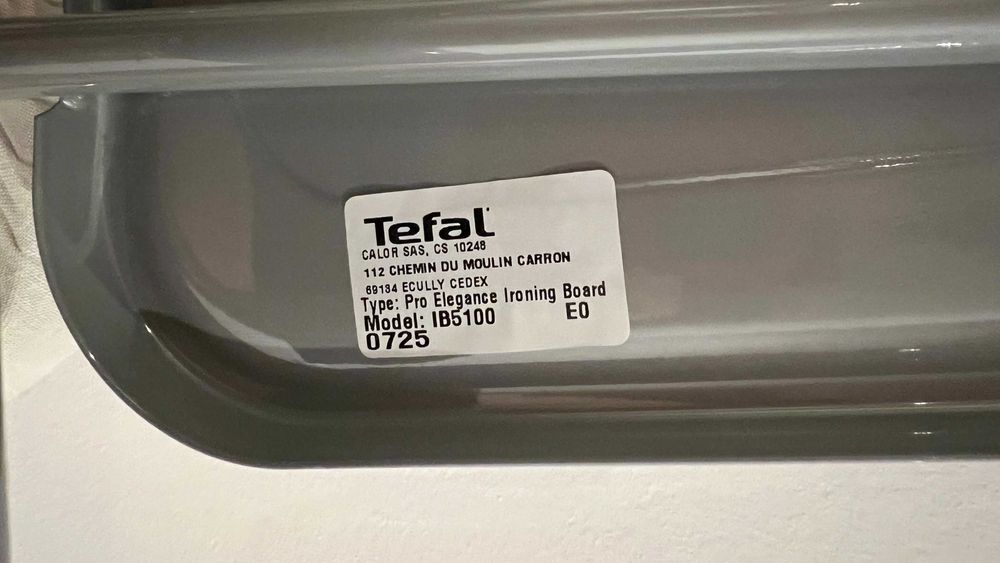 Tefal
CALOR SAS, CS 10248
112 CHEMIN DU MOULIN CARRON
69134 ECULLY CEDEX
Type: Pro Elegance Ironing Board
Model: IB5100 E0
0725